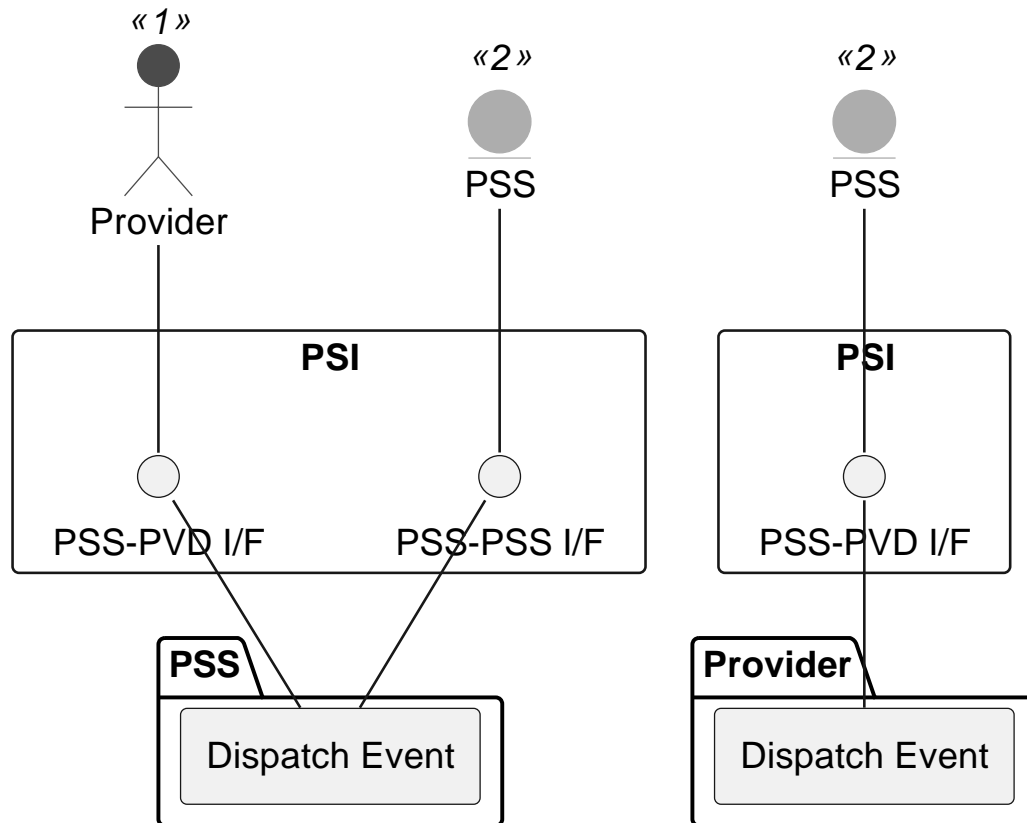 «1»
«2»
«2»
Provider
PSS
PSS
PSI
PSI
PSS-PVD I/F
PSS-PSS I/F
PSS-PVD I/F
PSS
Provider
Dispatch Event
Dispatch Event